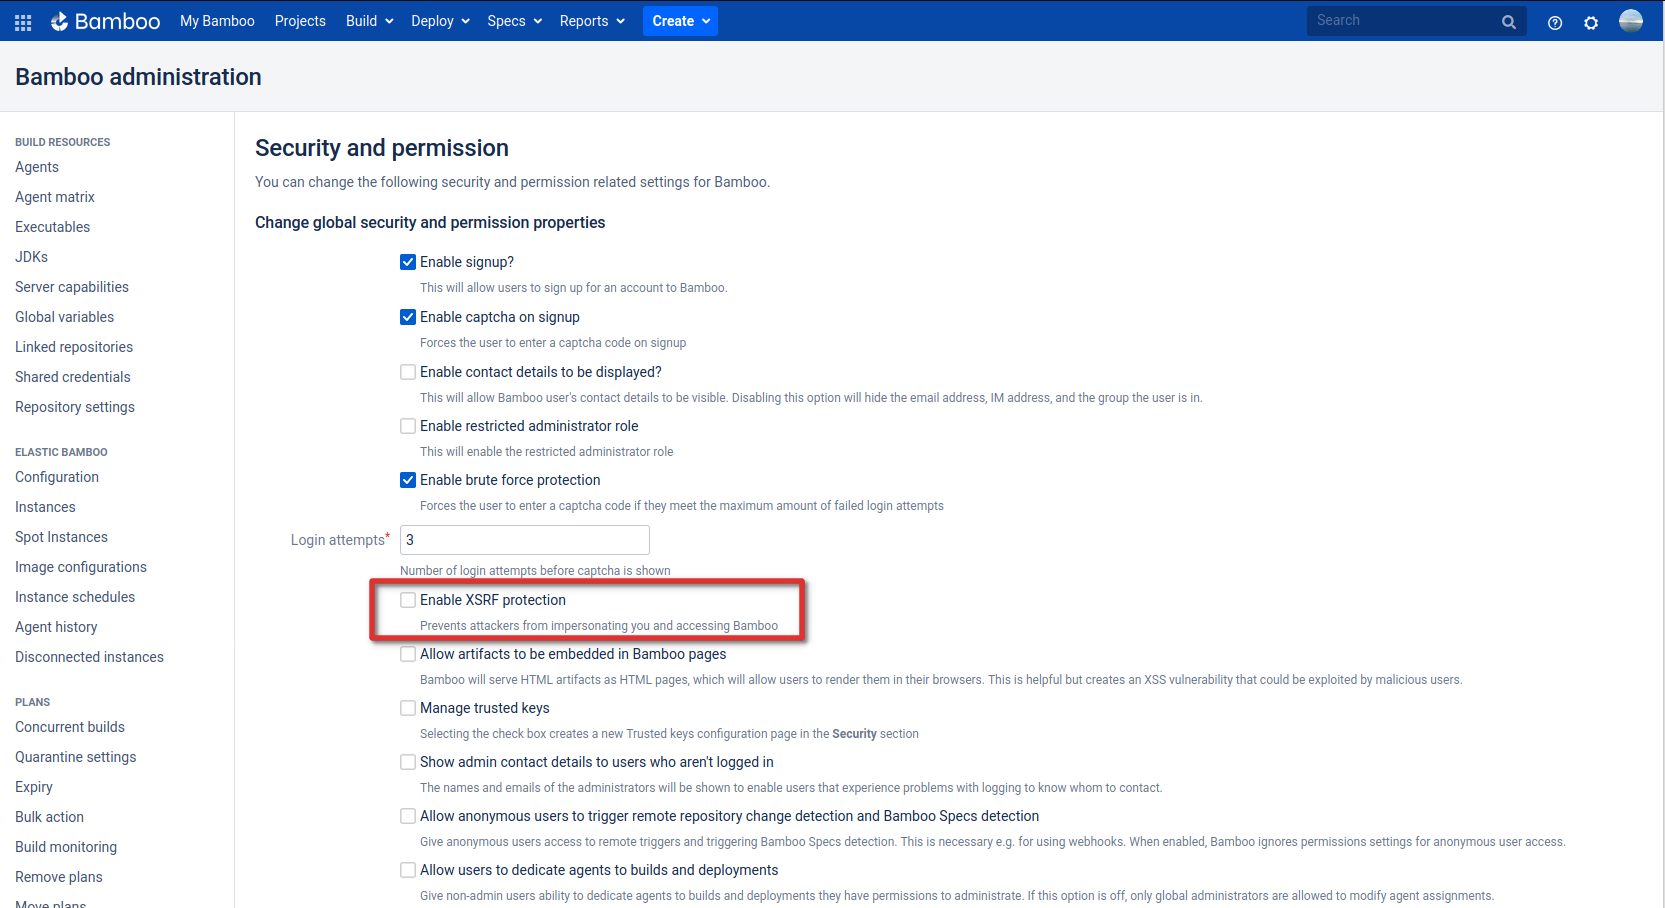 Bamboo My Bamboo Projects Build Deploy Specs Reports Create Search
Bamboo administration
BUILD RESOURCES
Agents
Agent matrix
Executables
JDKs
Server capabilities
Global variables
Linked repositories
Shared credentials
Repository settings
ELASTIC BAMBOO
Configuration
Instances
Spot Instances
Image configurations
Instance schedules
Agent history
Disconnected instances
PLANS
Concurrent builds
Quarantine settings
Expiry
Bulk action
Build monitoring
Remove plans
Move plans
Security and permission
You can change the following security and permission related settings for Bamboo.
Change global security and permission properties
Enable signup?
This will allow users to sign up for an account to Bamboo.
Enable captcha on signup
Forces the user to enter a captcha code on signup
Enable contact details to be displayed?
This will allow Bamboo user's contact details to be visible. Disabling this option will hide the email address, IM address, and the group the user is in.
Enable restricted administrator role
This will enable the restricted administrator role
Enable brute force protection
Forces the user to enter a captcha code if they meet the maximum amount of failed login attempts
Login attempts* 3
Number of login attempts before captcha is shown
Enable XSRF protection
Prevents attackers from impersonating you and accessing Bamboo
Allow artifacts to be embedded in Bamboo pages
Bamboo will serve HTML artifacts as HTML pages, which will allow users to render them in their browsers. This is helpful but creates an XSS vulnerability that could be exploited by malicious users.
Manage trusted keys
Selecting the check box creates a new Trusted keys configuration page in the Security section
Show admin contact details to users who aren't logged in
The names and emails of the administrators will be shown to enable users that experience problems with logging to know whom to contact.
Allow anonymous users to trigger remote repository change detection and Bamboo Specs detection
Give anonymous users access to remote triggers and triggering Bamboo Specs detection. This is necessary e.g. for using webhooks. When enabled, Bamboo ignores permissions settings for anonymous user access.
Allow users to dedicate agents to builds and deployments
Give non-admin users ability to dedicate agents to builds and deployments they have permissions to administrate. If this option is off, only global administrators are allowed to modify agent assignments.